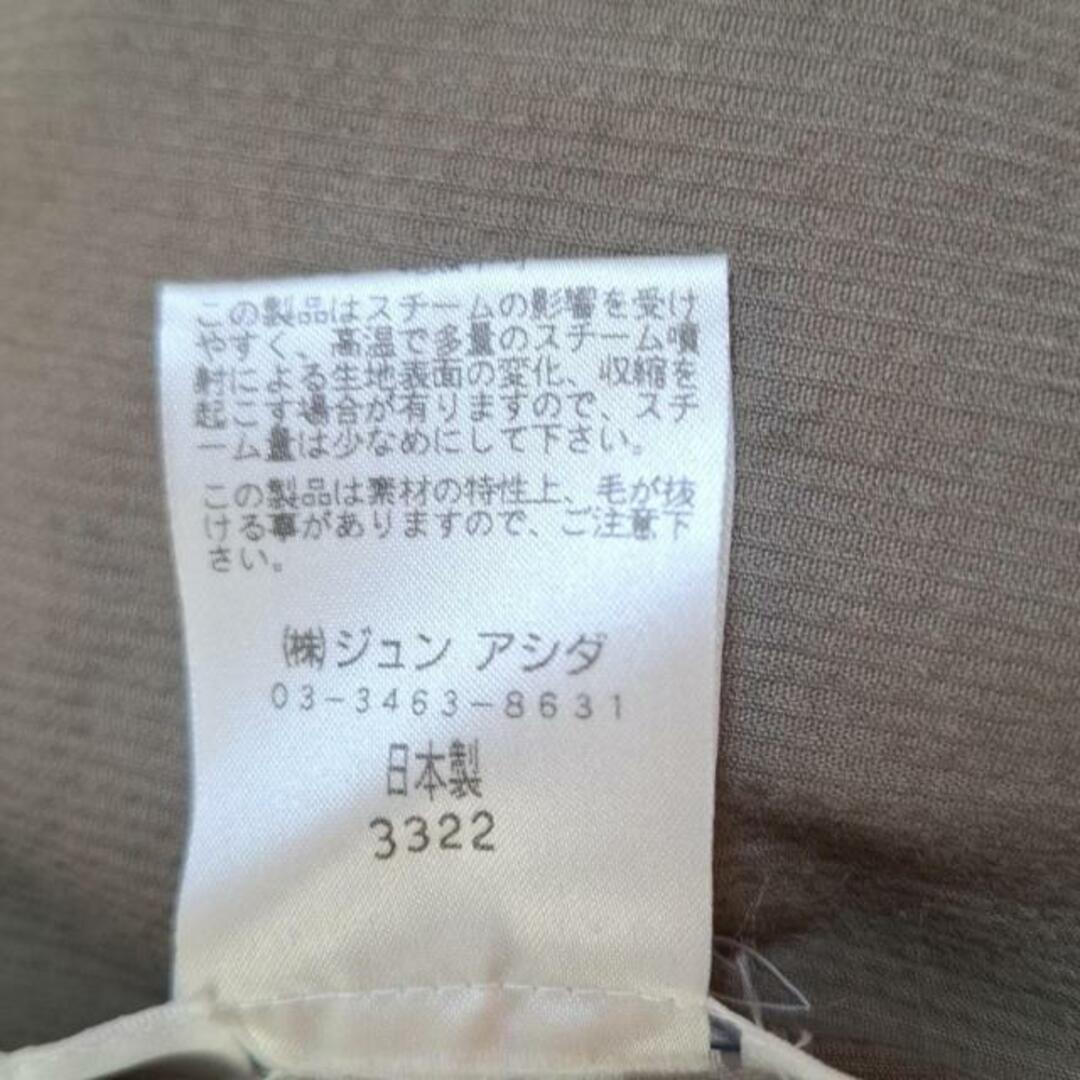 この製品はスチームの影響を受け
やすく、高温で多量のスチーム噴
射による生地表面の変化、収縮を
起こす場合が有りますので、スチ
ーム量は少なめにして下さい。
この製品は素材の特性上、毛が抜
ける事がありますので、ご注意下
さい。
㈱ジュン アシダ
03-3463-8631
日本製
3322